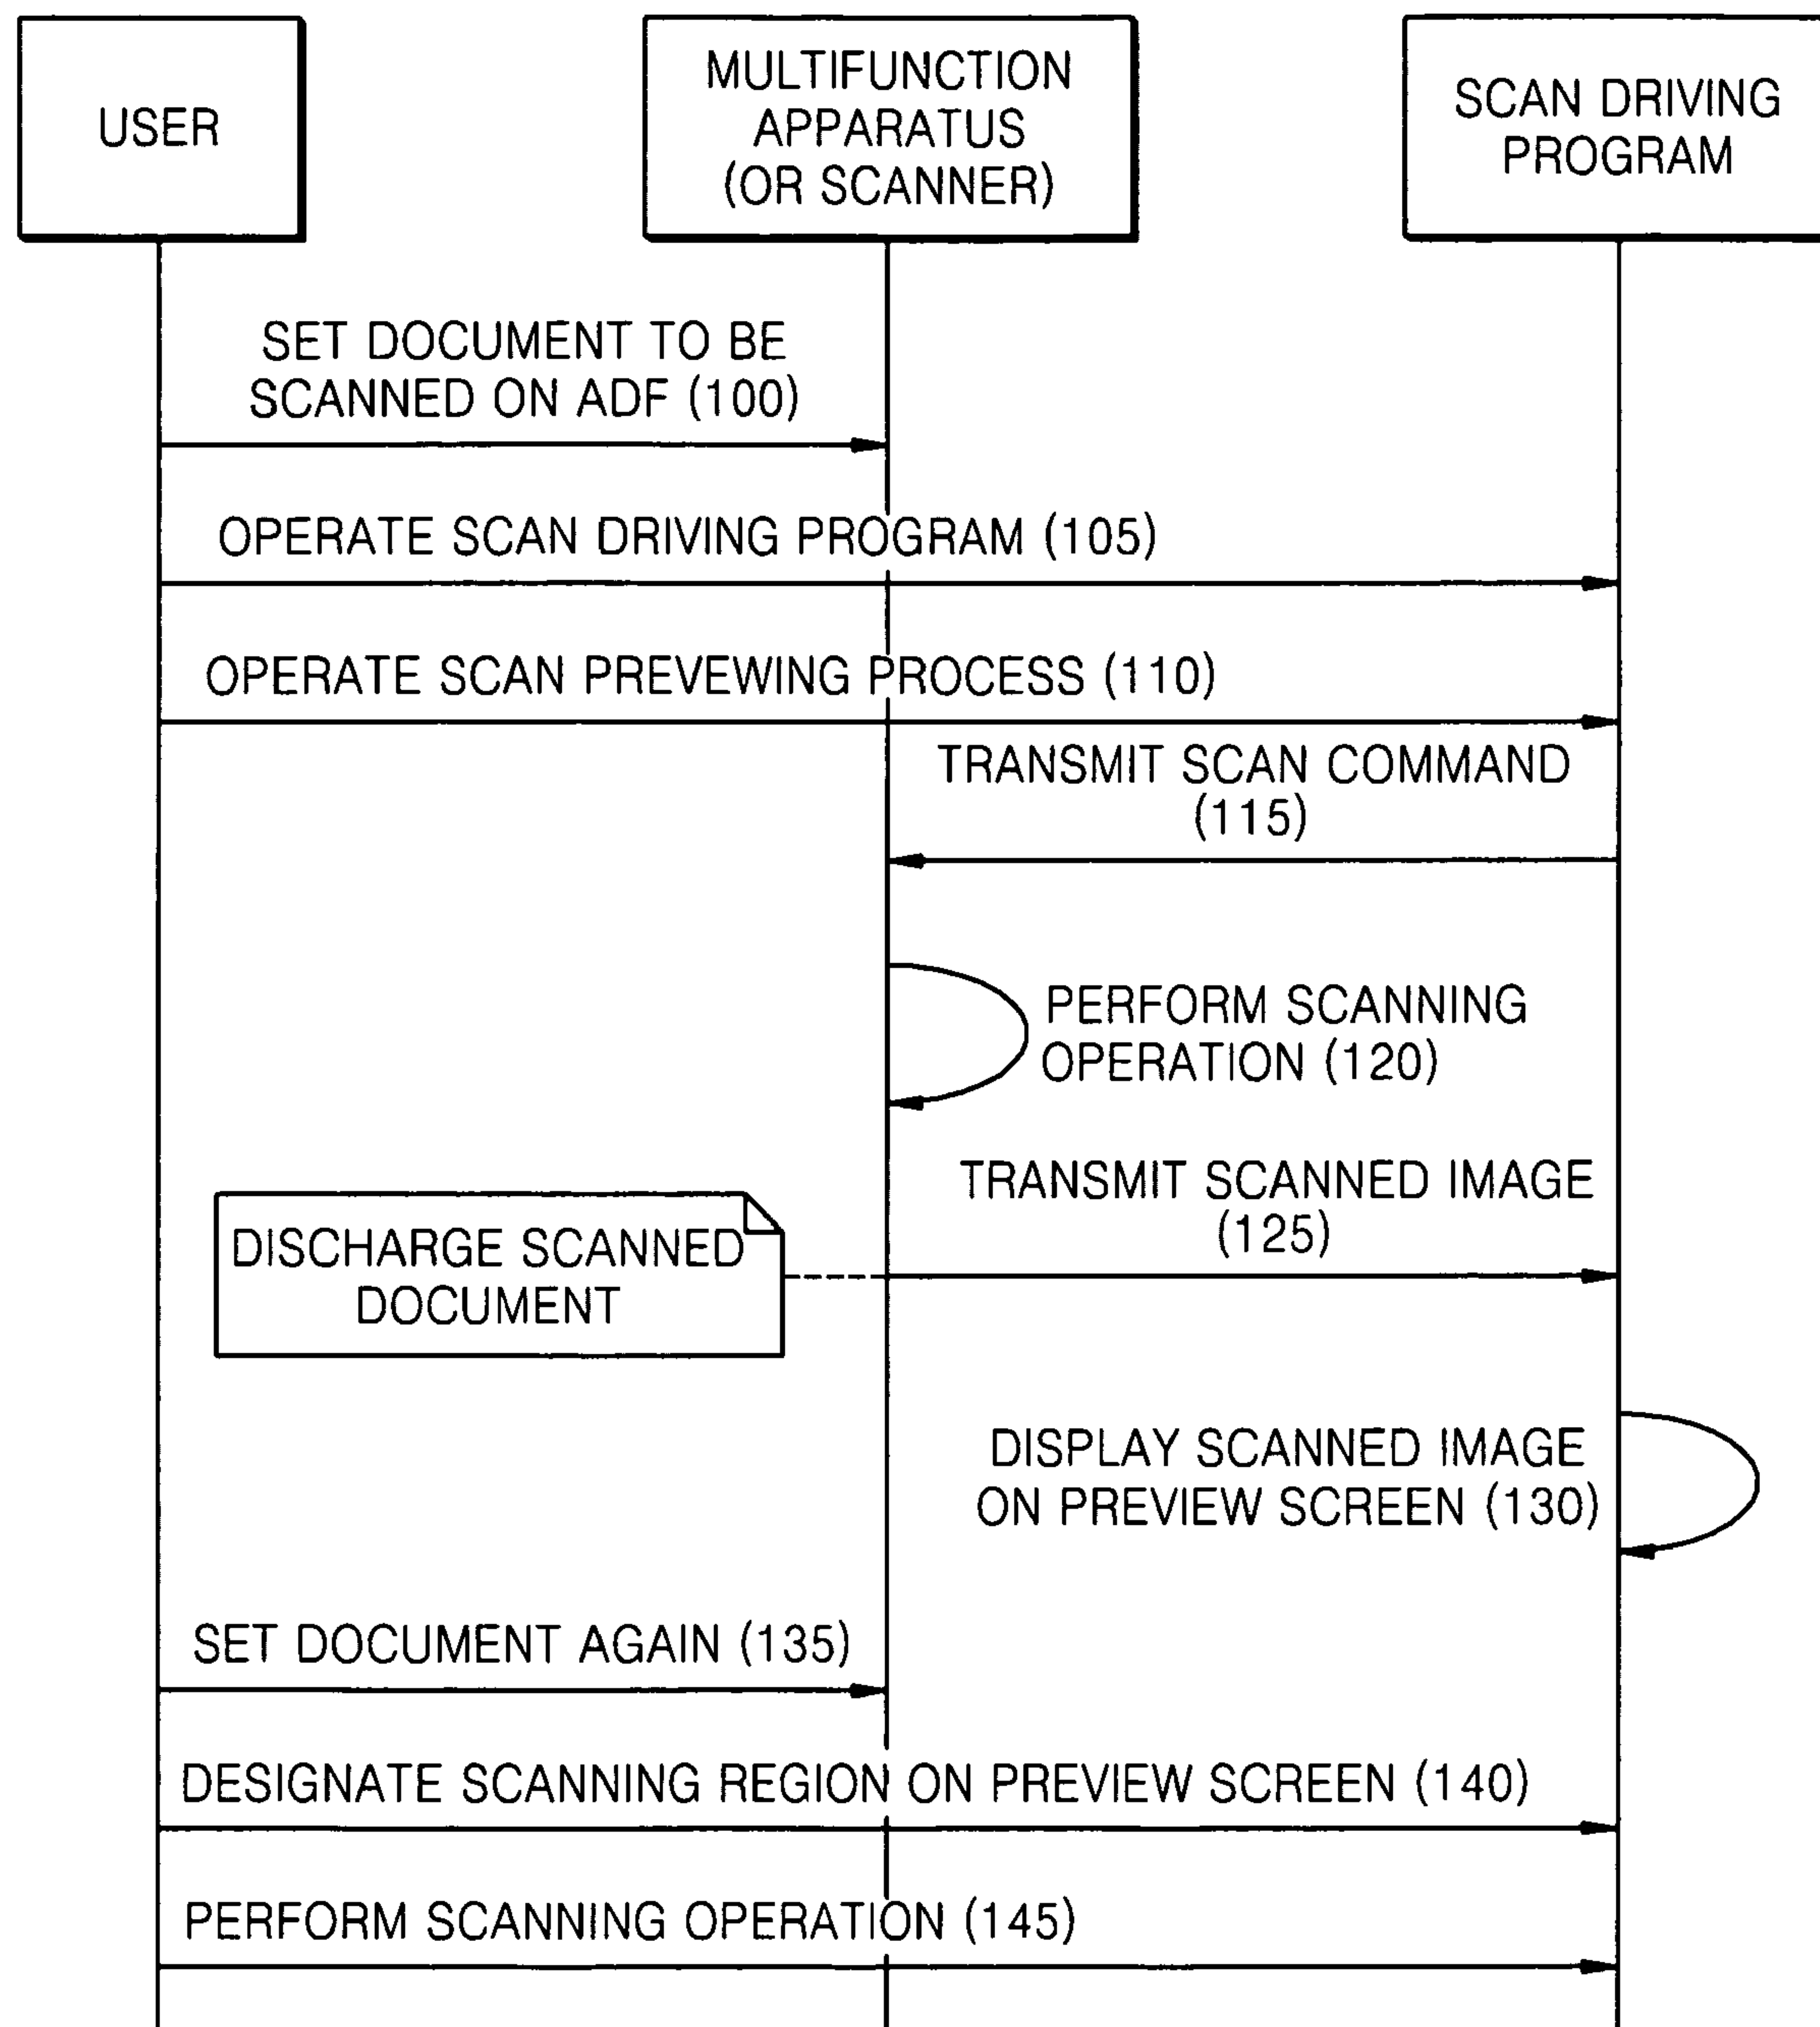 USER
MULTIFUNCTION
APPARATUS
(OR SCANNER)
SCAN DRIVING
PROGRAM
SET DOCUMENT TO BE
SCANNED ON ADF (100)
OPERATE SCAN DRIVING PROGRAM (105)
OPERATE SCAN PREVEWING PROCESS (110)
TRANSMIT SCAN COMMAND
(115)
PERFORM SCANNING
OPERATION (120)
TRANSMIT SCANNED IMAGE
(125)
DISCHARGE SCANNED
DOCUMENT
DISPLAY SCANNED IMAGE
ON PREVIEW SCREEN (130)
SET DOCUMENT AGAIN (135)
DESIGNATE SCANNING REGION ON PREVIEW SCREEN (140)
PERFORM SCANNING OPERATION (145)